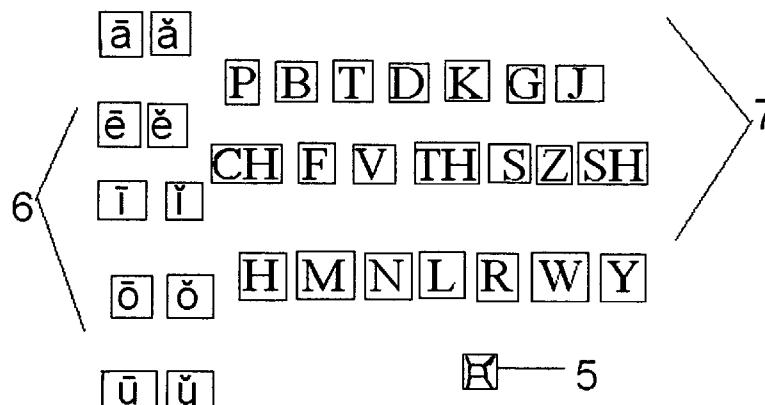 ā ă
P B T D K G J
7
ē ĕ
CH F V TH S Z SH
6
ī ĭ
H M N L R W Y
ō ŏ
5
ū ŭ